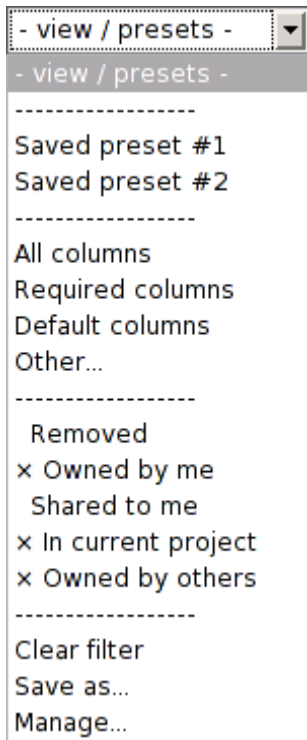 - view / presets -
- view / presets -
------------------
Saved preset #1
Saved preset #2
------------------
All columns
Required columns
Default columns
Other...
------------------
Removed
× Owned by me
Shared to me
× In current project
× Owned by others
------------------
Clear filter
Save as...
Manage...